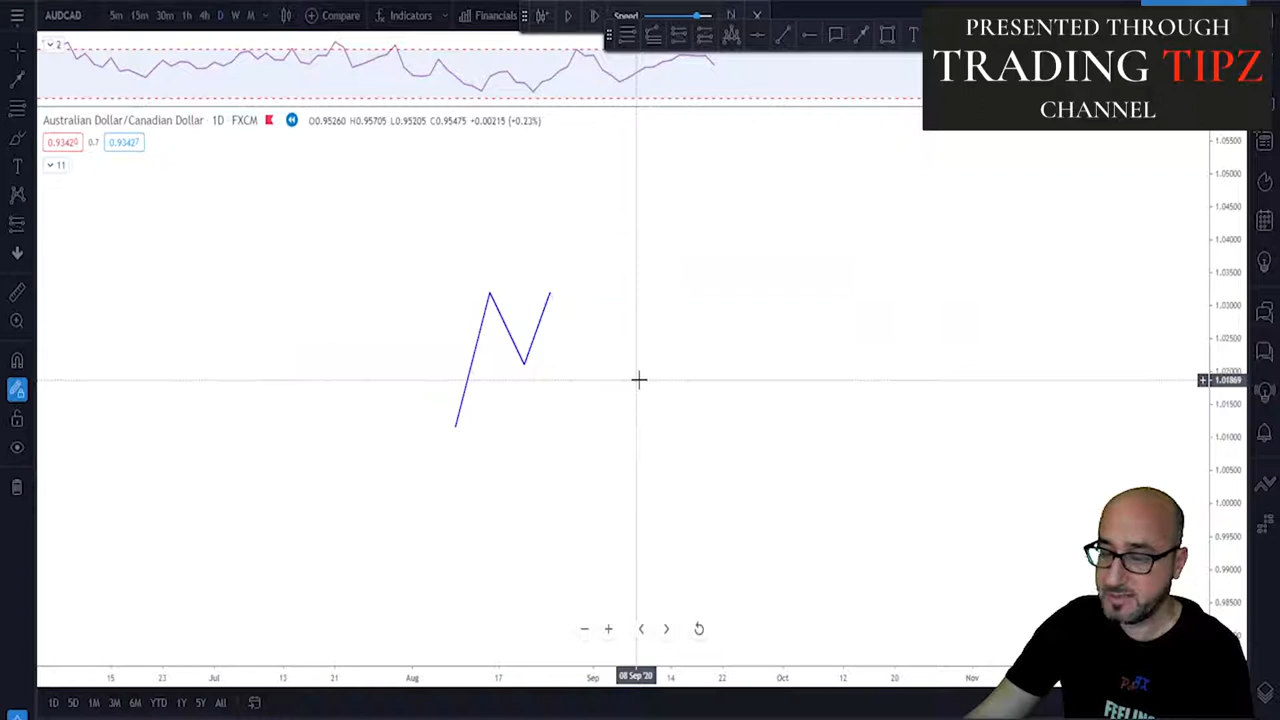 AUDCAD 5m 15m 30m 1h 4h D W M Compare Indicators Financials Speed
PRESENTED THROUGH
TRADING TIPZ
CHANNEL
2
Australian Dollar/Canadian Dollar · 1D · FXCM O0.95260 H0.95705 L0.95205 C0.95475 +0.00215 (+0.23%)
0.93420 0.7 0.93427
11
1.05500
1.05000
1.04500
1.04000
1.03500
1.03000
1.02500
1.02000
1.01869
1.01500
1.01000
1.00500
1.00000
0.99500
0.99000
0.98500
15 23 Jul 13 21 Aug 17 Sep 08 Sep '20 14 22 Oct 12 20 Nov
1D 5D 1M 3M 6M YTD 1Y 5Y All
FEELING